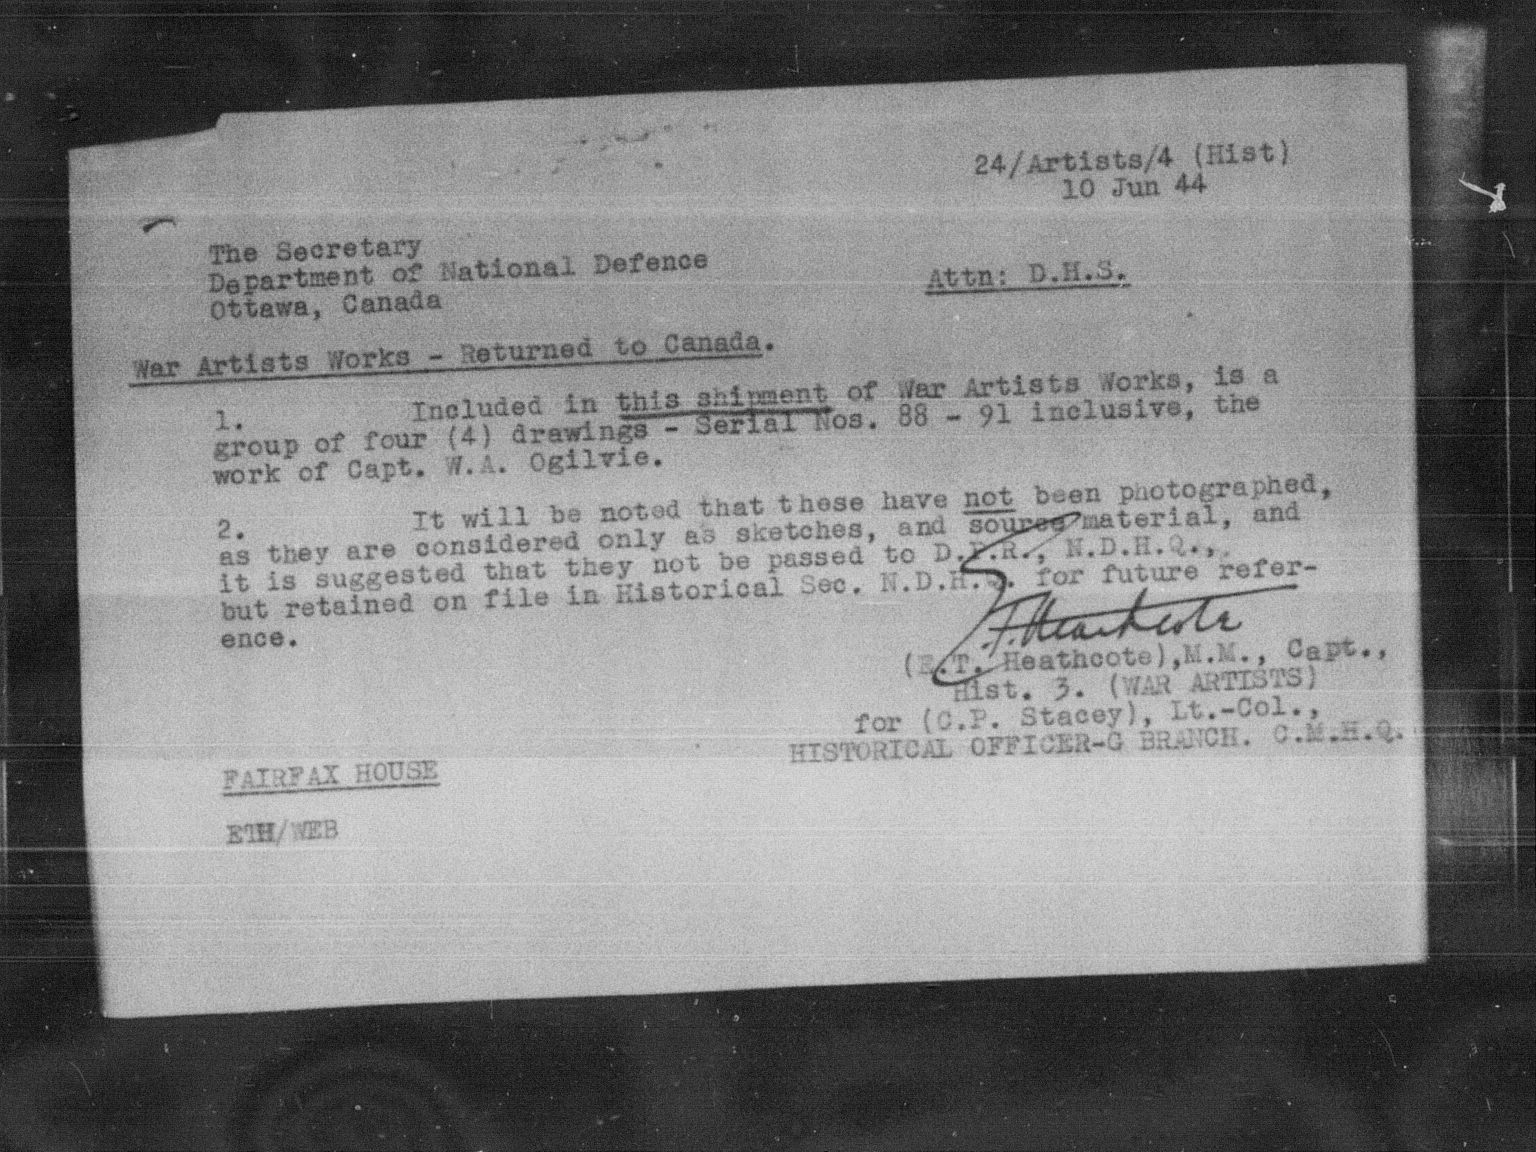 24/Artists/4 (Hist)
10 Jun 44
The Secretary
Department of National Defence
Ottawa, Canada
Attn: D.H.S.
War Artists Works - Returned to Canada.
1. Included in this shipment of War Artists Works, is a
group of four (4) drawings - Serial Nos. 88 - 91 inclusive, the
work of Capt. W.A. Ogilvie.
2. It will be noted that these have not been photographed,
as they are considered only as sketches, and source material, and
it is suggested that they not be passed to D.P.R., N.D.H.Q.,
but retained on file in Historical Sec. N.D.H.Q. for future refer-
ence.
E.T. Heathcote
(E.T. Heathcote),M.M., Capt.,
Hist. 3. (WAR ARTISTS)
for (C.P. Stacey), Lt.-Col.,
HISTORICAL OFFICER-G BRANCH. C.M.H.Q.
FAIRFAX HOUSE
ETH/WEB